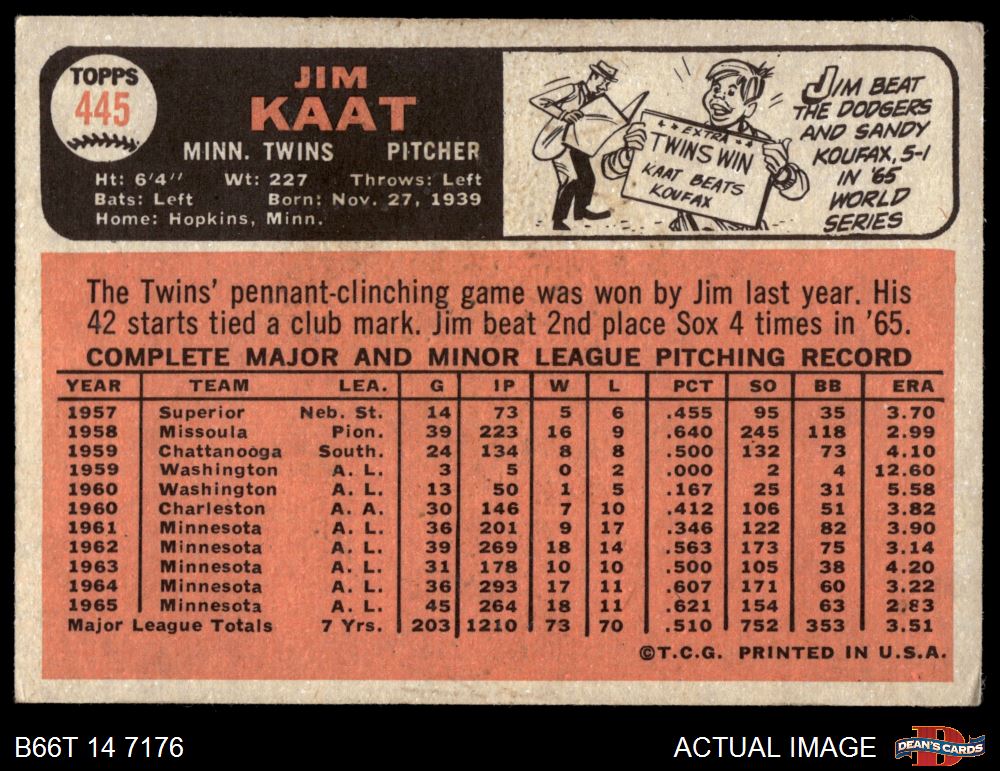 TOPPS
445
JIM
KAAT
MINN. TWINS PITCHER
Ht: 6'4" Wt: 227 Throws: Left
Bats: Left Born: Nov. 27, 1939
Home: Hopkins, Minn.
EXTRA
TWINS WIN
KAAT BEATS
KOUFAX
JIM BEAT
THE DODGERS
AND SANDY
KOUFAX, 5-1
IN '65
WORLD
SERIES
The Twins' pennant-clinching game was won by Jim last year. His
42 starts tied a club mark. Jim beat 2nd place Sox 4 times in '65.
COMPLETE MAJOR AND MINOR LEAGUE PITCHING RECORD
YEAR TEAM LEA. G IP W L PCT SO BB ERA
1957 Superior Neb. St. 14 73 5 6 .455 95 35 3.70
1958 Missoula Pion. 39 223 16 9 .640 245 118 2.99
1959 Chattanooga South. 24 134 8 8 .500 132 73 4.10
1959 Washington A. L. 3 5 0 2 .000 2 4 12.60
1960 Washington A. L. 13 50 1 5 .167 25 31 5.58
1960 Charleston A. A. 30 146 7 10 .412 106 51 3.82
1961 Minnesota A. L. 36 201 9 17 .346 122 82 3.90
1962 Minnesota A. L. 39 269 18 14 .563 173 75 3.14
1963 Minnesota A. L. 31 178 10 10 .500 105 38 4.20
1964 Minnesota A. L. 36 293 17 11 .607 171 60 3.22
1965 Minnesota A. L. 45 264 18 11 .621 154 63 2.83
Major League Totals 7 Yrs. 203 1210 73 70 .510 752 353 3.51
©T.C.G. PRINTED IN U.S.A.
B66T 14 7176
ACTUAL IMAGE
D
DEAN'S CARDS